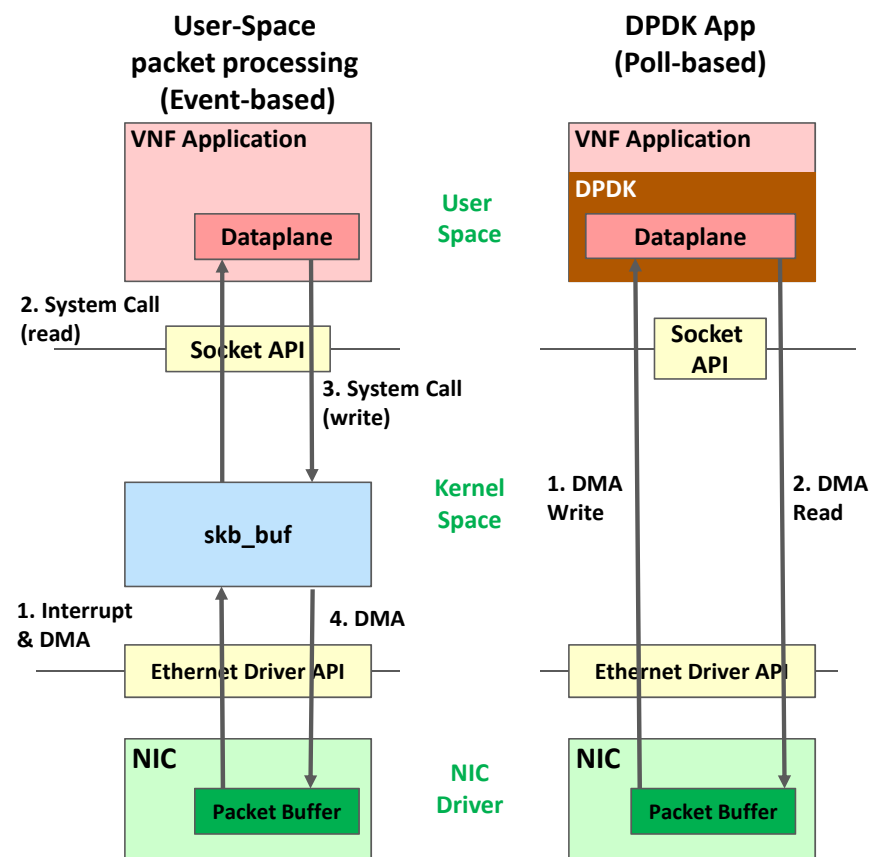 User-Space
packet processing
(Event-based)
DPDK App
(Poll-based)
VNF Application
Dataplane
User
Space
VNF Application
DPDK
Dataplane
2. System Call
(read)
Socket API
3. System Call
(write)
Socket
API
skb_buf
Kernel
Space
1. DMA
Write
2. DMA
Read
1. Interrupt
& DMA
4. DMA
Ethernet Driver API
Ethernet Driver API
NIC
Packet Buffer
NIC
Driver
NIC
Packet Buffer